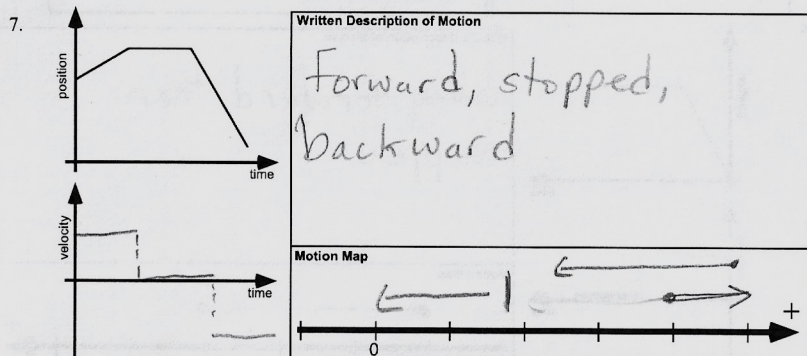 7.
position
time
velocity
time
Written Description of Motion
Forward, stopped,
backward
Motion Map
+
0